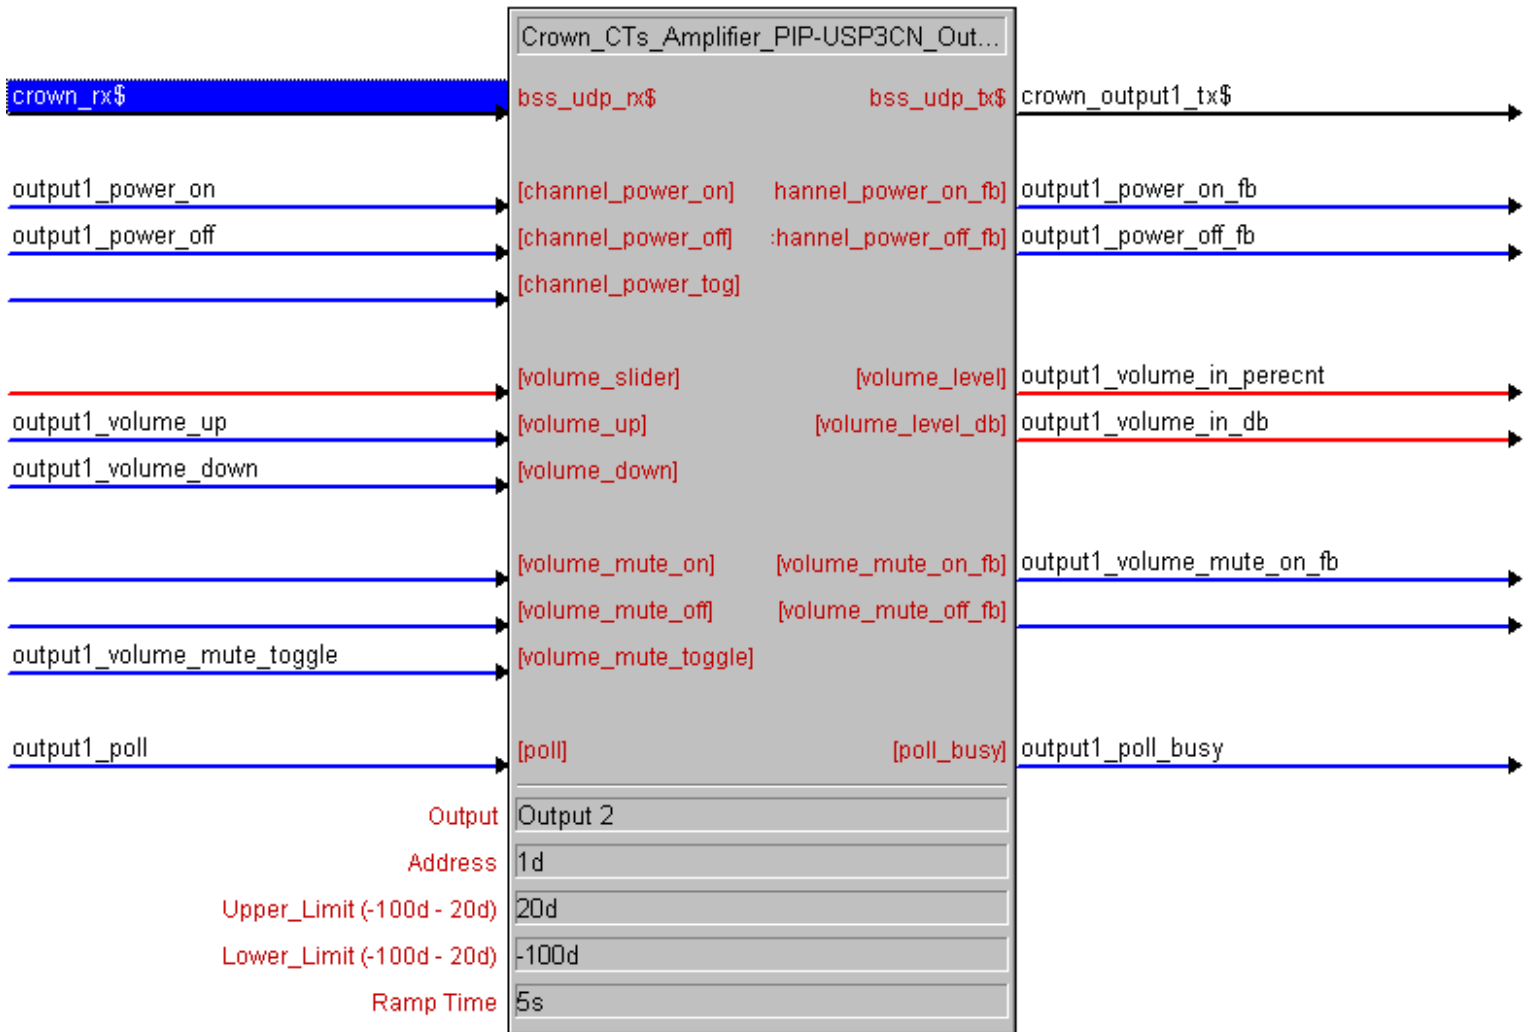 Crown_CTs_Amplifier_PIP-USP3CN_Out...
crown_rx$ bss_udp_rx$ bss_udp_tx$ crown_output1_tx$
output1_power_on [channel_power_on] hannel_power_on_fb] output1_power_on_fb
output1_power_off [channel_power_off] :hannel_power_off_fb] output1_power_off_fb
[channel_power_tog]
[volume_slider] [volume_level] output1_volume_in_perecnt
output1_volume_up [volume_up] [volume_level_db] output1_volume_in_db
output1_volume_down [volume_down]
[volume_mute_on] [volume_mute_on_fb] output1_volume_mute_on_fb
[volume_mute_off] [volume_mute_off_fb]
output1_volume_mute_toggle [volume_mute_toggle]
output1_poll [poll] [poll_busy] output1_poll_busy
Output Output 2
Address 1d
Upper_Limit (-100d - 20d) 20d
Lower_Limit (-100d - 20d) -100d
Ramp Time 5s